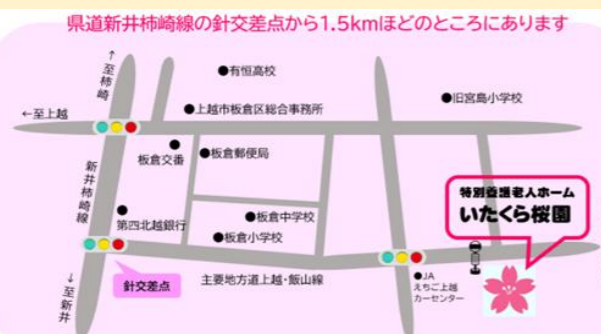 県道新井柿崎線の針交差点から1.5kmほどのところにあります
↑至柿崎
●有恒高校
●旧宮島小学校
←至上越
●上越市板倉区総合事務所
板倉交番
●板倉郵便局
新井柿崎線
特別養護老人ホーム
いたくら桜園
第四北越銀行
●板倉中学校
●板倉小学校
↓至新井
針交差点
主要地方道上越・飯山線
●JA
えちご上越
カーセンター